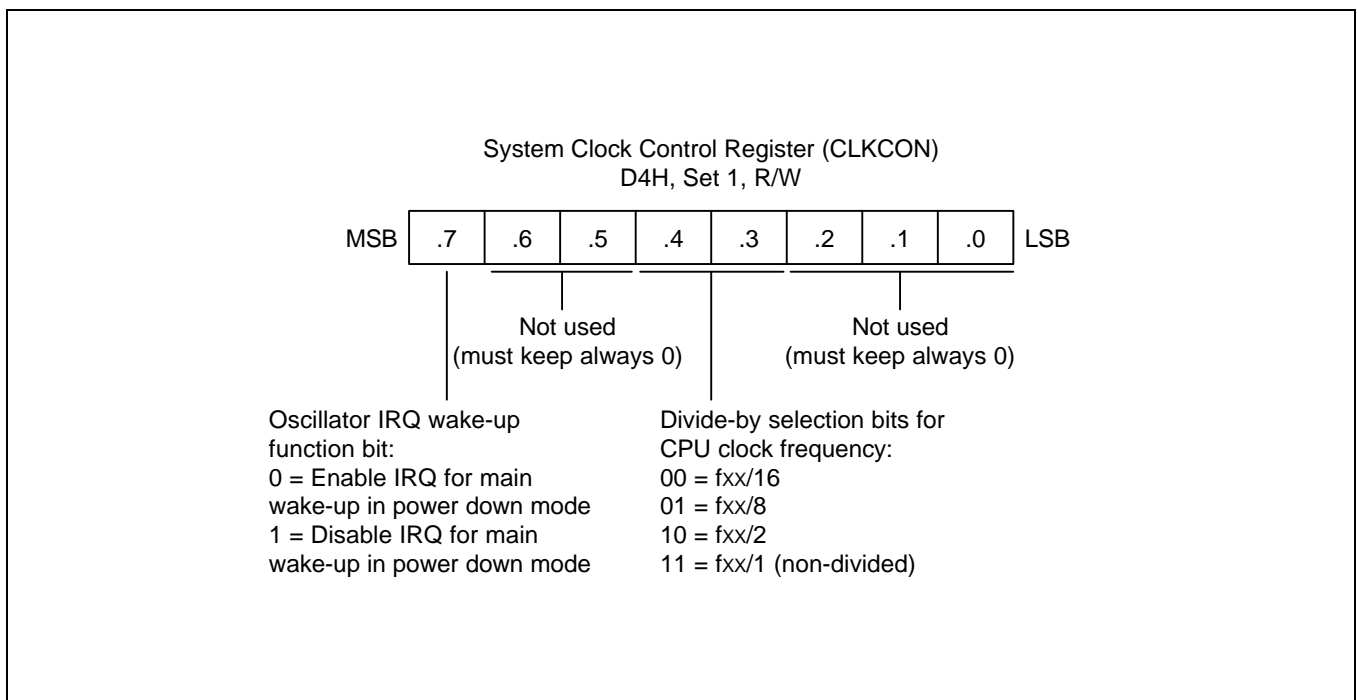 System Clock Control Register (CLKCON)
D4H, Set 1, R/W
MSB .7 .6 .5 .4 .3 .2 .1 .0 LSB
Not used
(must keep always 0)
Not used
(must keep always 0)
Oscillator IRQ wake-up
function bit:
0 = Enable IRQ for main
wake-up in power down mode
1 = Disable IRQ for main
wake-up in power down mode
Divide-by selection bits for
CPU clock frequency:
00 = fxx/16
01 = fxx/8
10 = fxx/2
11 = fxx/1 (non-divided)